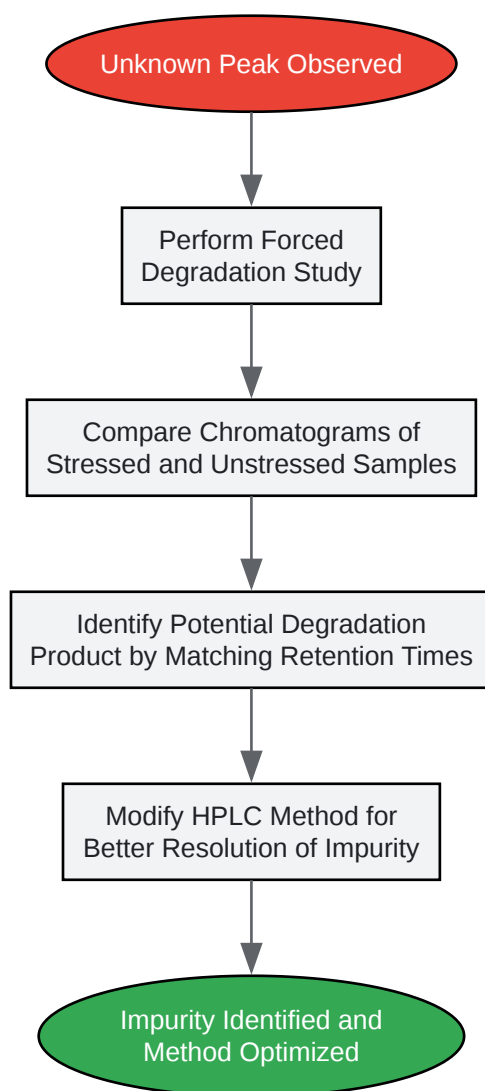 Unknown Peak Observed
Perform Forced
Degradation Study
Compare Chromatograms of
Stressed and Unstressed Samples
Identify Potential Degradation
Product by Matching Retention Times
Modify HPLC Method for
Better Resolution of Impurity
Impurity Identified and
Method Optimized